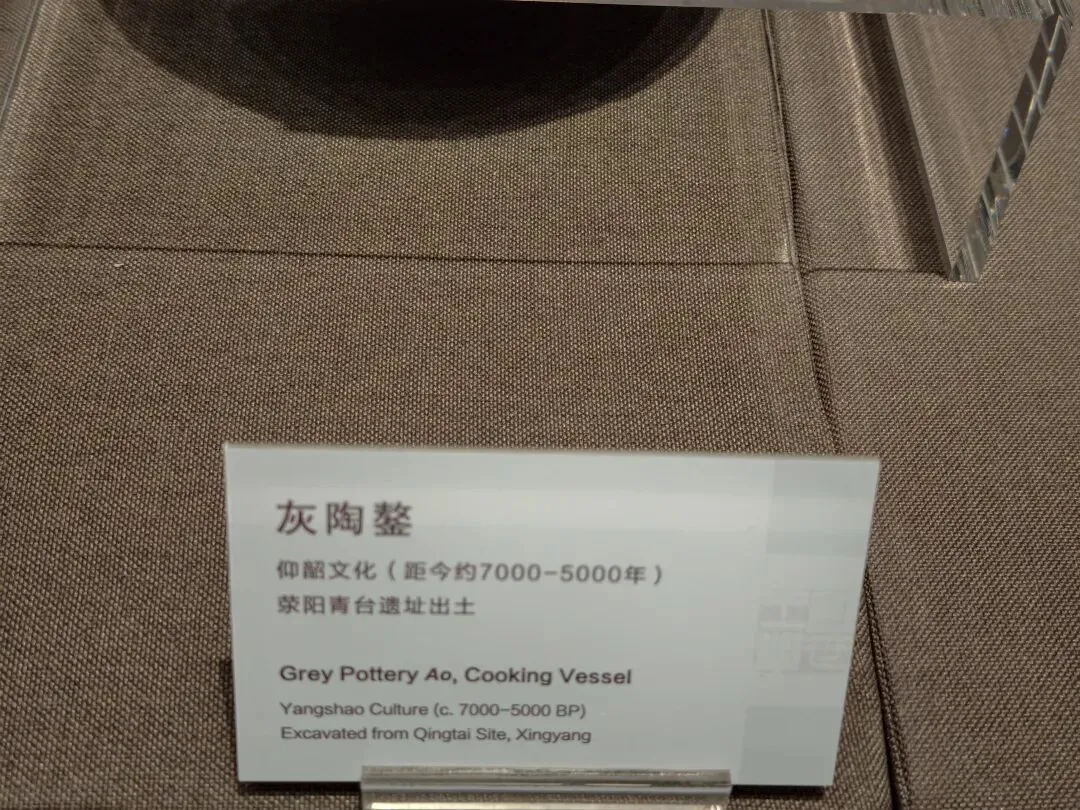 灰陶鏊
仰韶文化（距今约7000-5000年）
荥阳青台遗址出土
Grey Pottery Ao, Cooking Vessel
Yangshao Culture (c. 7000-5000 BP)
Excavated from Qingtai Site, Xingyang